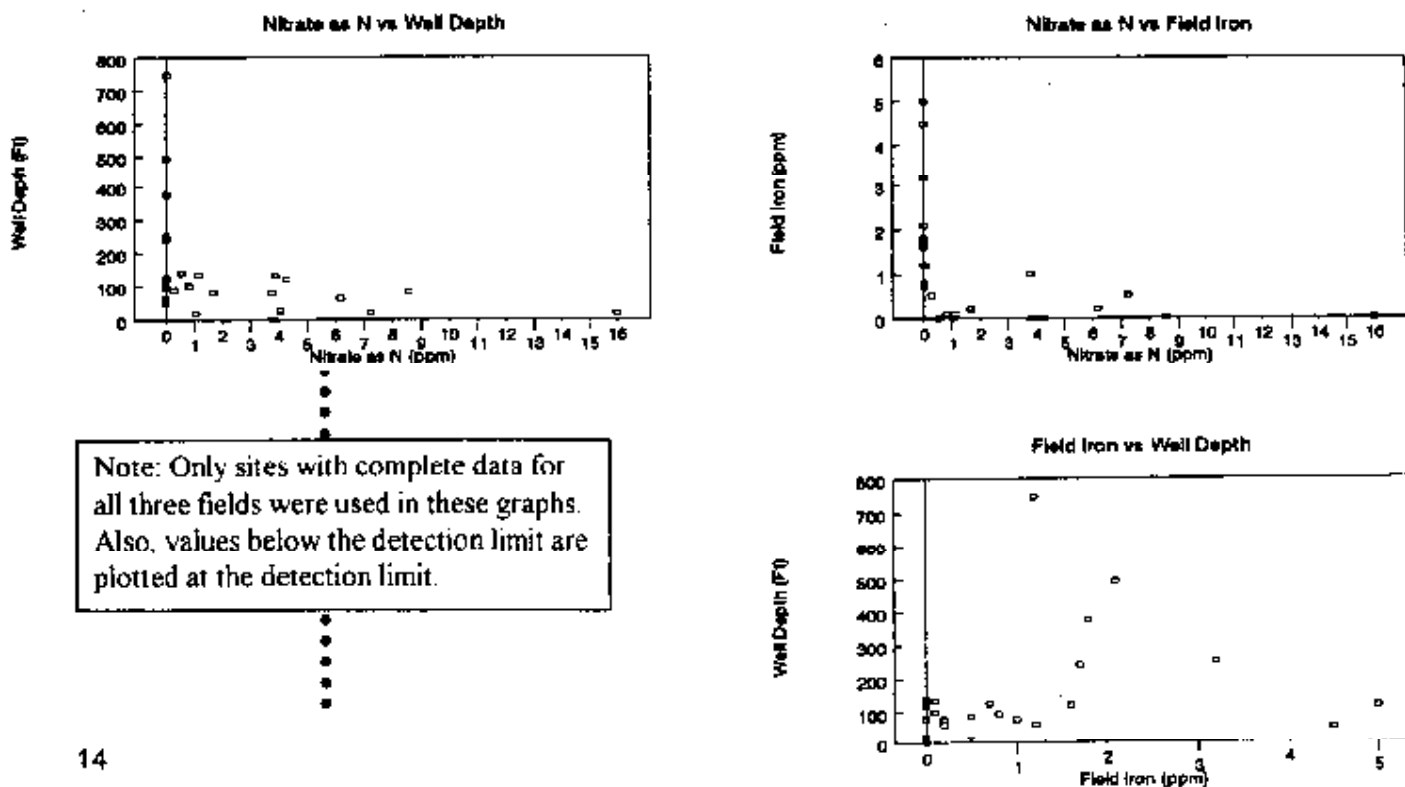 Nitrate as N vs Well Depth
800
700
600
500
400
300
200
100
0
Well Depth (Ft)
0 1 2 3 4 5 6 7 8 9 10 11 12 13 14 15 16
Nitrate as N (ppm)
Nitrate as N vs Field Iron
6
5
4
3
2
1
0
Field Iron (ppm)
0 1 2 3 4 5 6 7 8 9 10 11 12 13 14 15 16
Nitrate as N (ppm)
Note: Only sites with complete data for
all three fields were used in these graphs.
Also, values below the detection limit are
plotted at the detection limit.
Field Iron vs Well Depth
800
700
600
500
400
300
200
100
0
Well Depth (Ft)
0 1 2 3 4 5
Field Iron (ppm)
14